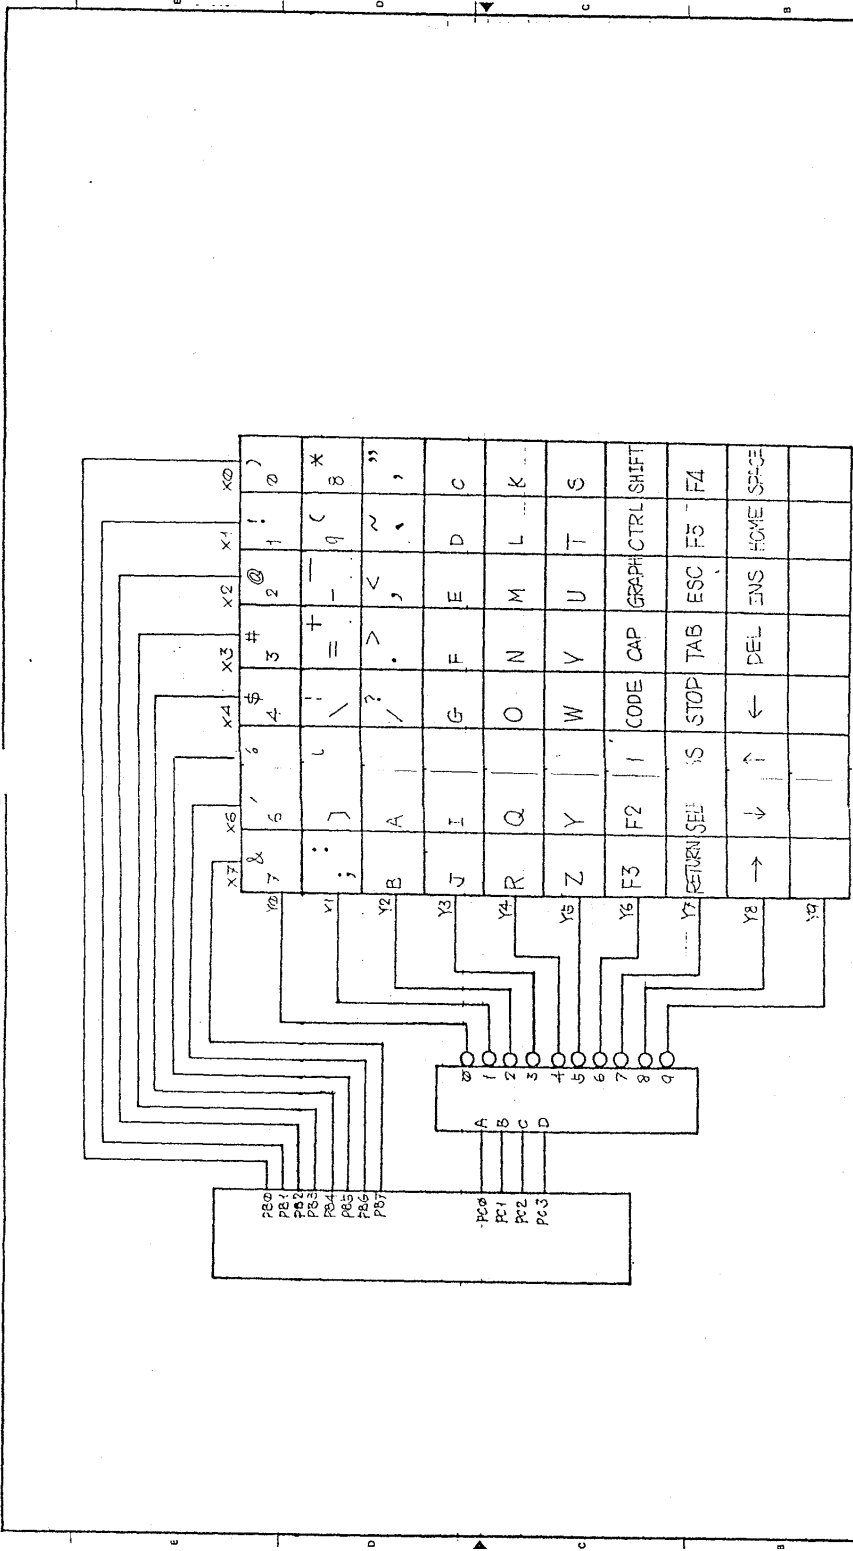 X7 X6 X4 X3 X2 X1 X0
Y0 7 & 6 4 $ 3 # 2 @ 1 ! 0 )
Y1 ; : = + - _ 9 ( 8 *
Y2 B A / ? . > , < ~ ' "
Y3 J I G F E D C
Y4 R Q O N M L K
Y5 Z Y W V U T S
Y6 F3 F2 CODE CAP GRAPH CTRL SHIFT
Y7 RETURN SEL STOP TAB ESC F5 F4
Y8 → ↓ ↑ ← DEL INS HOME SPACE
Y9
PB0
PB1
PB2
PB3
PB4
PB5
PB6
PB7
PC0
PC1
PC2
PC3
A
B
C
D
0
1
2
3
4
5
6
7
8
9
E D C B
E D C B